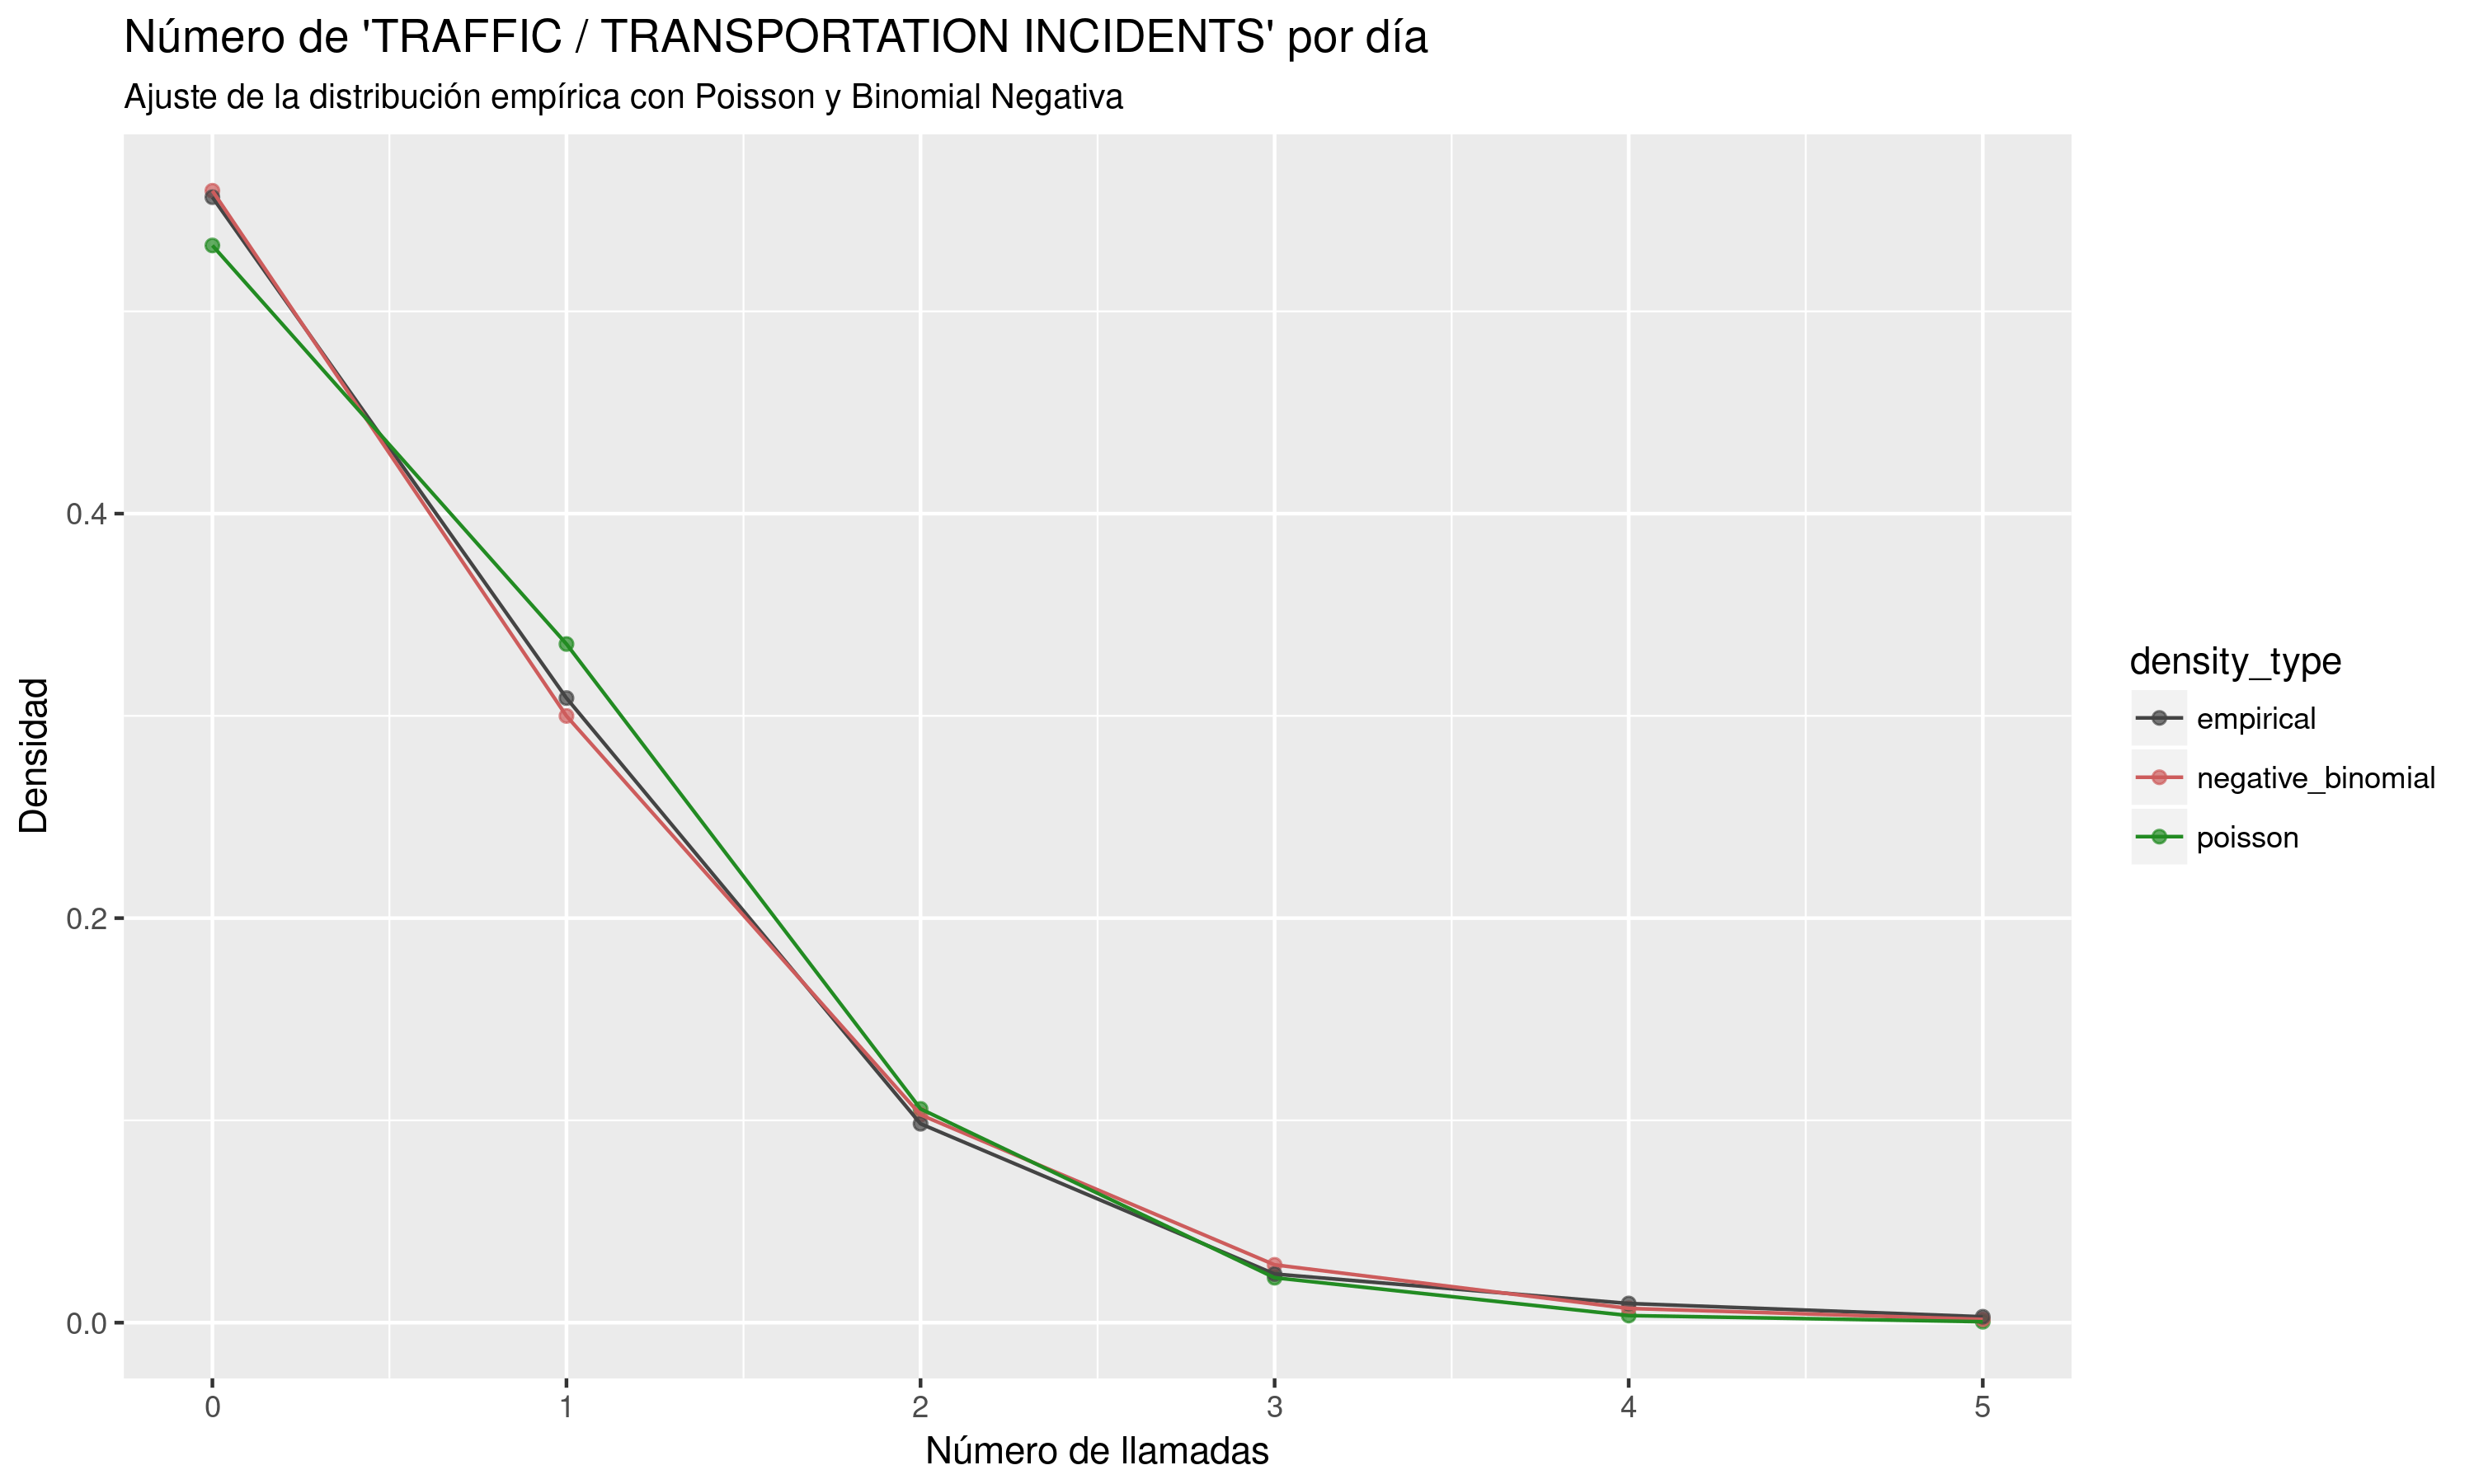 Número de 'TRAFFIC / TRANSPORTATION INCIDENTS' por día
Ajuste de la distribución empírica con Poisson y Binomial Negativa
Densidad
0.4
0.2
0.0
0 1 2 3 4 5
Número de llamadas
density_type
empirical
negative_binomial
poisson